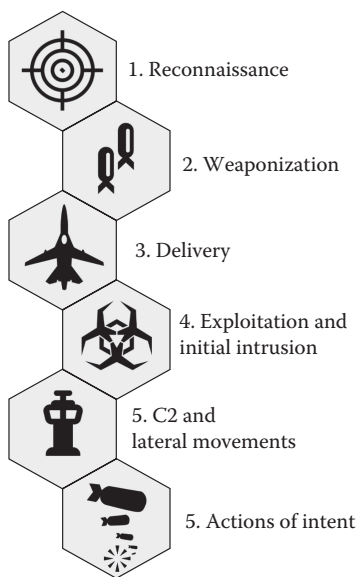 1. Reconnaissance
2. Weaponization
3. Delivery
4. Exploitation and
initial intrusion
5. C2 and
lateral movements
5. Actions of intent